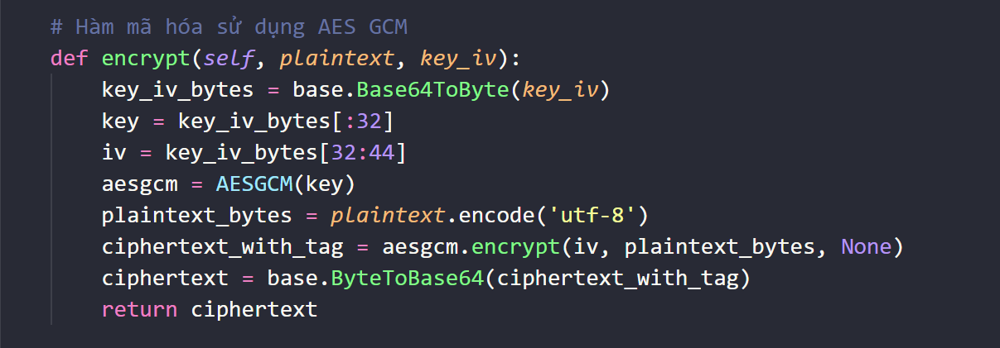 # Hàm mã hóa sử dụng AES GCM
def encrypt(self, plaintext, key_iv):
    key_iv_bytes = base.Base64ToByte(key_iv)
    key = key_iv_bytes[:32]
    iv = key_iv_bytes[32:44]
    aesgcm = AESGCM(key)
    plaintext_bytes = plaintext.encode('utf-8')
    ciphertext_with_tag = aesgcm.encrypt(iv, plaintext_bytes, None)
    ciphertext = base.ByteToBase64(ciphertext_with_tag)
    return ciphertext